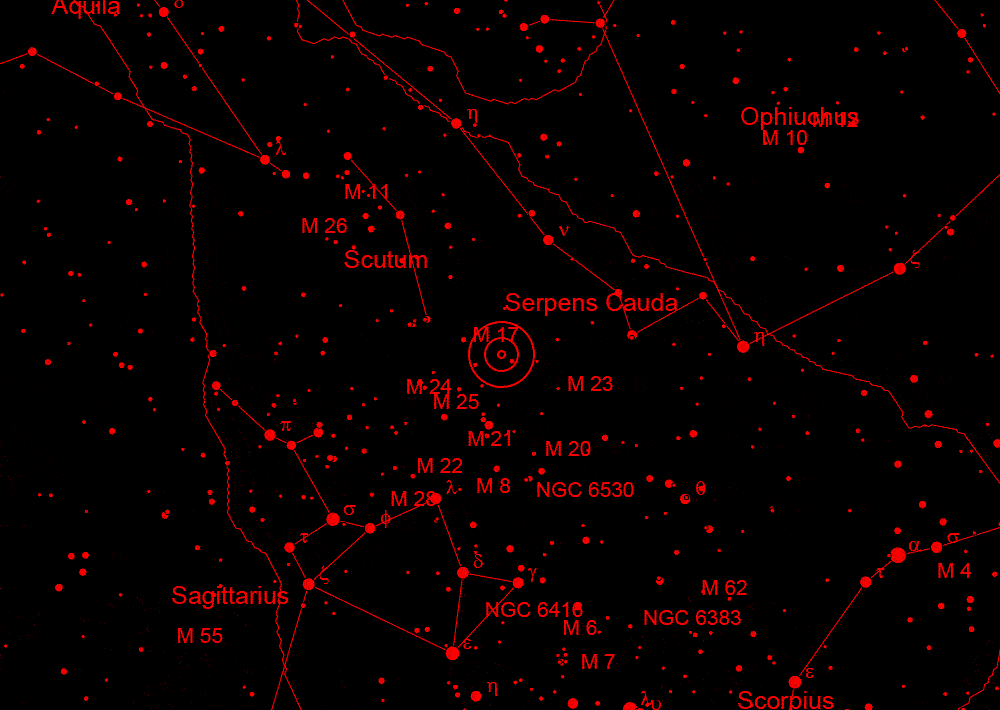 Aquila
δ
η
Ophiuchus
M 12
M 10
λ
M 11
M 26
ν
Scutum
ζ
Serpens Cauda
M 17
η
M 24
M 23
M 25
π
M 21
M 20
M 22
λ
M 8
NGC 6530
θ
M 28
σ
φ
τ
α
σ
δ
γ
τ
M 4
ζ
Sagittarius
M 62
NGC 6416
NGC 6383
M 55
M 6
ε
M 7
ε
η
λ
υ
Scorpius